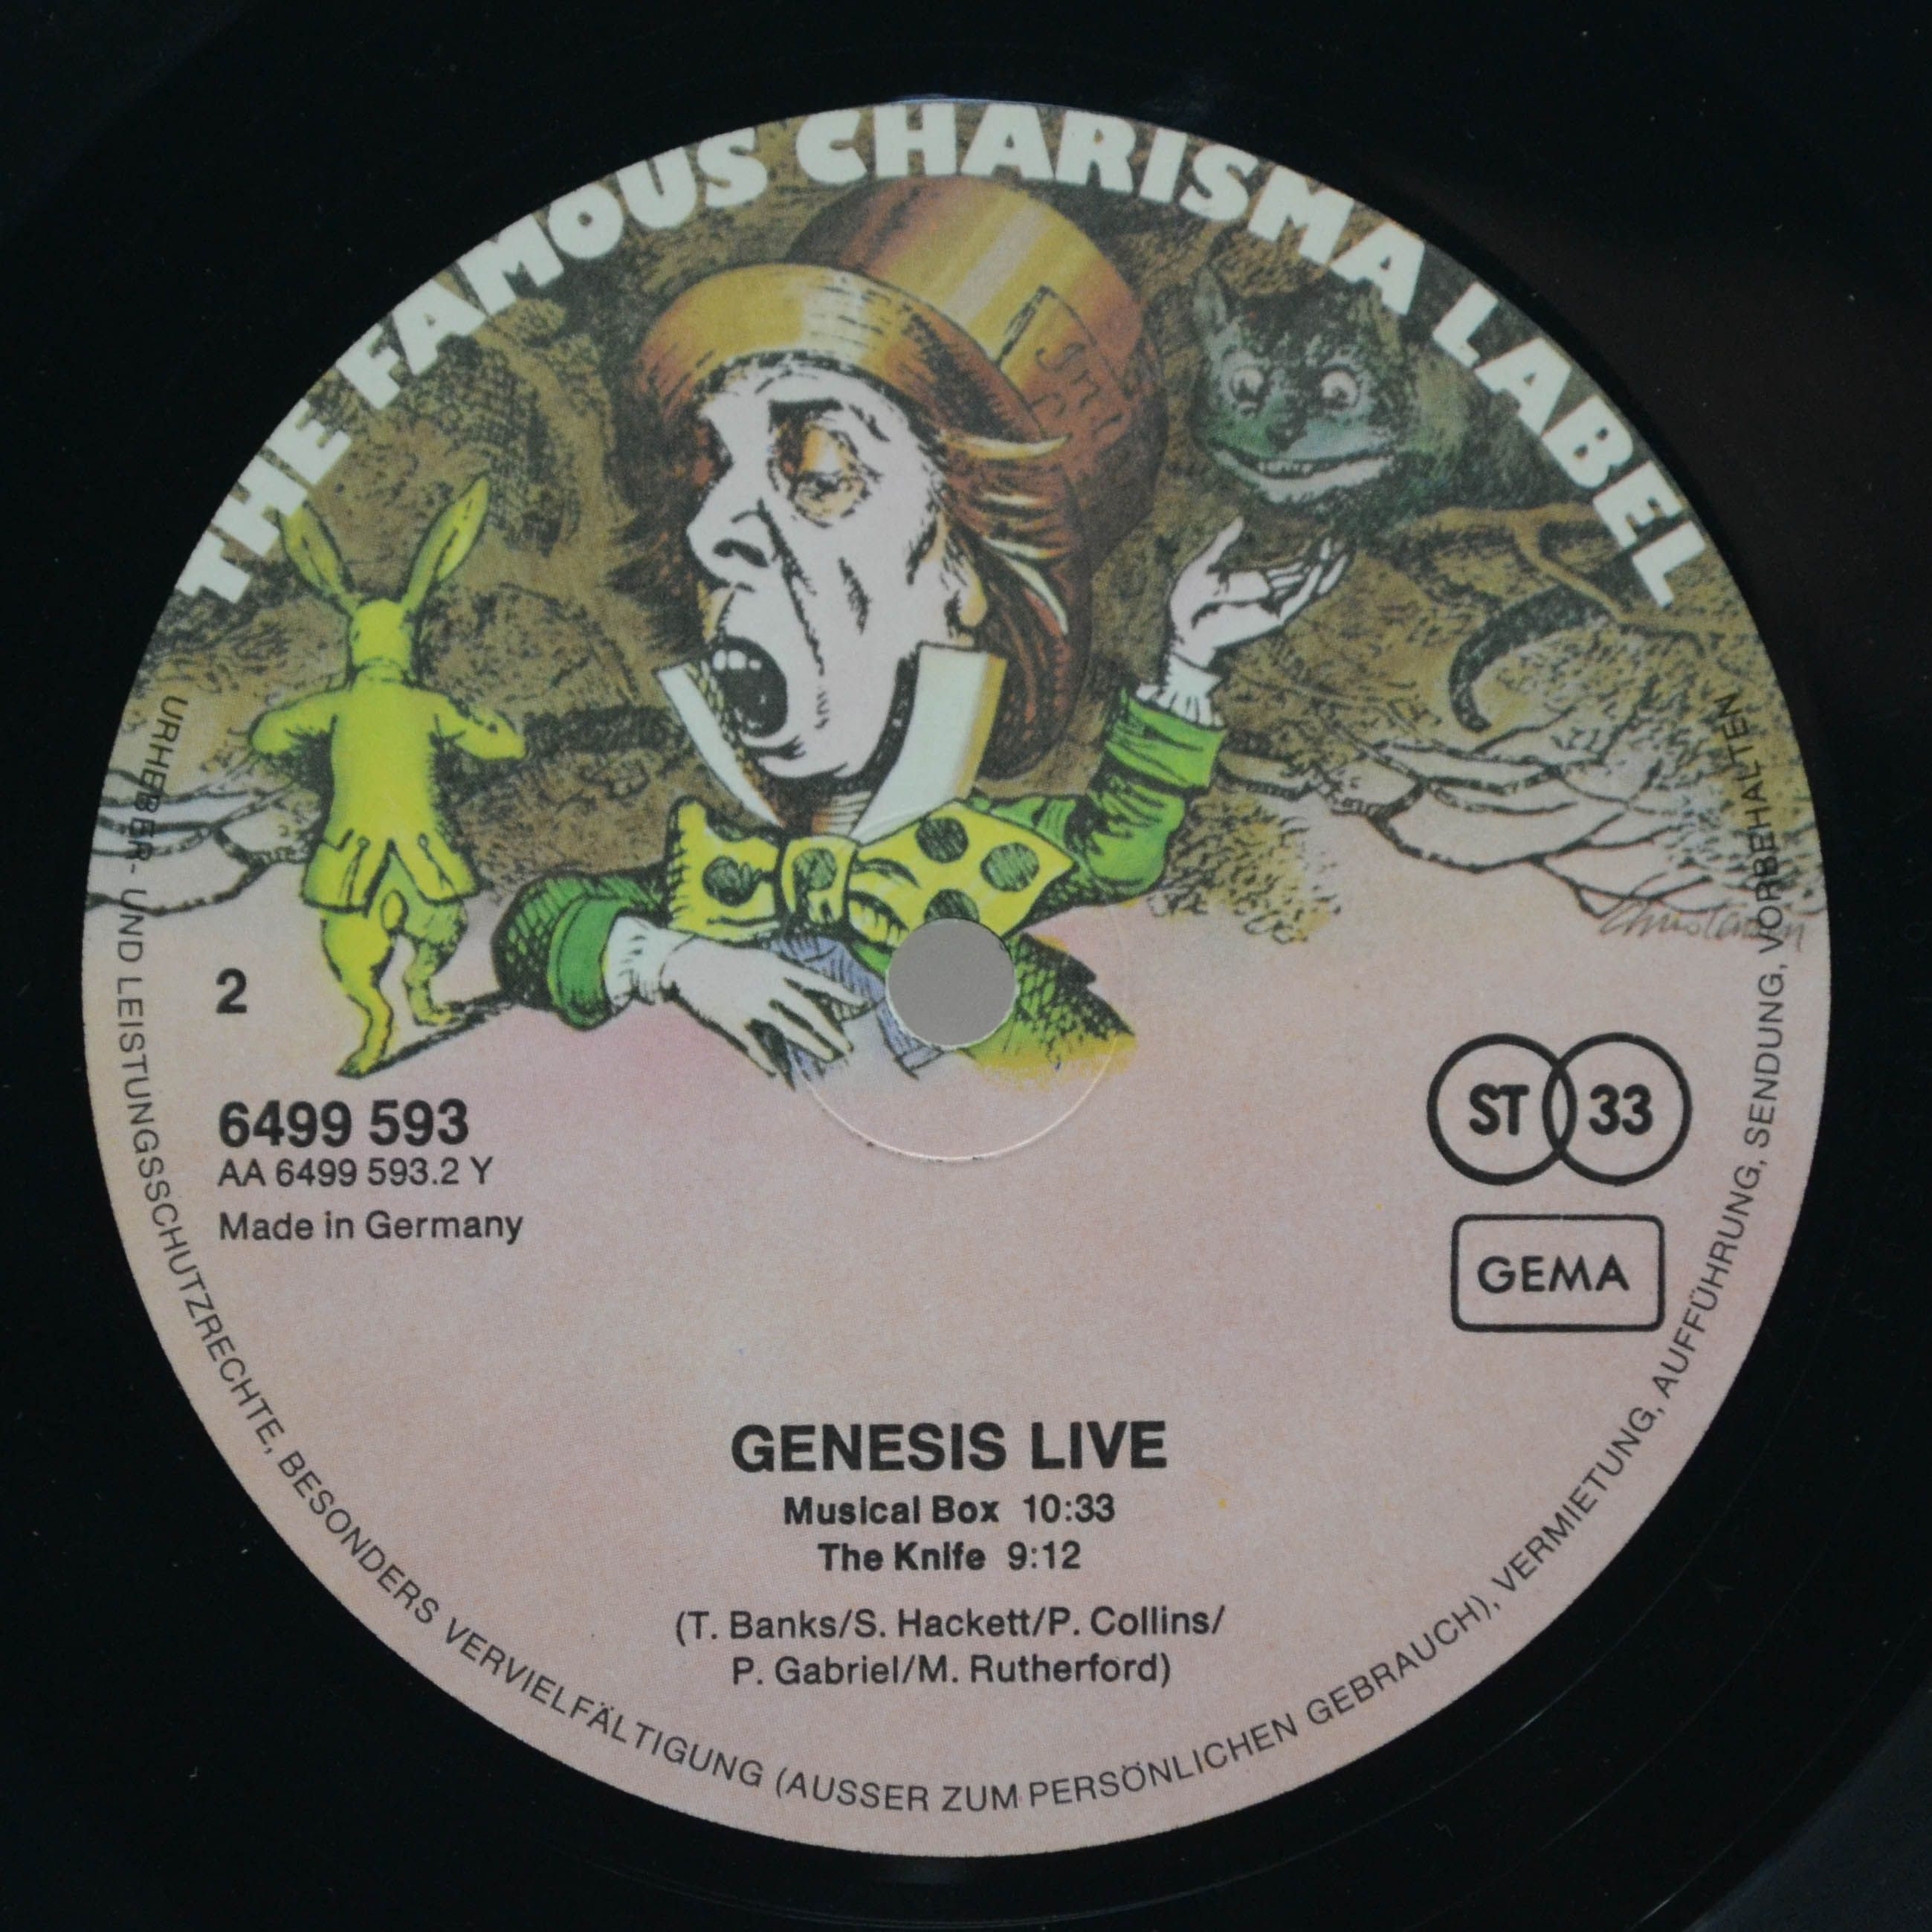 THE FAMOUS CHARISMA LABEL
2
6499 593
AA 6499 593.2 Y
Made in Germany
ST 33
GEMA
GENESIS LIVE
Musical Box 10:33
The Knife 9:12
(T. Banks/S. Hackett/P. Collins/
P. Gabriel/M. Rutherford)
URHEBER- UND LEISTUNGSSCHUTZRECHTE, BESONDERS VERVIELFÄLTIGUNG (AUSSER ZUM PERSÖNLICHEN GEBRAUCH), VERMIETUNG, AUFFÜHRUNG, SENDUNG, VORBEHALTEN